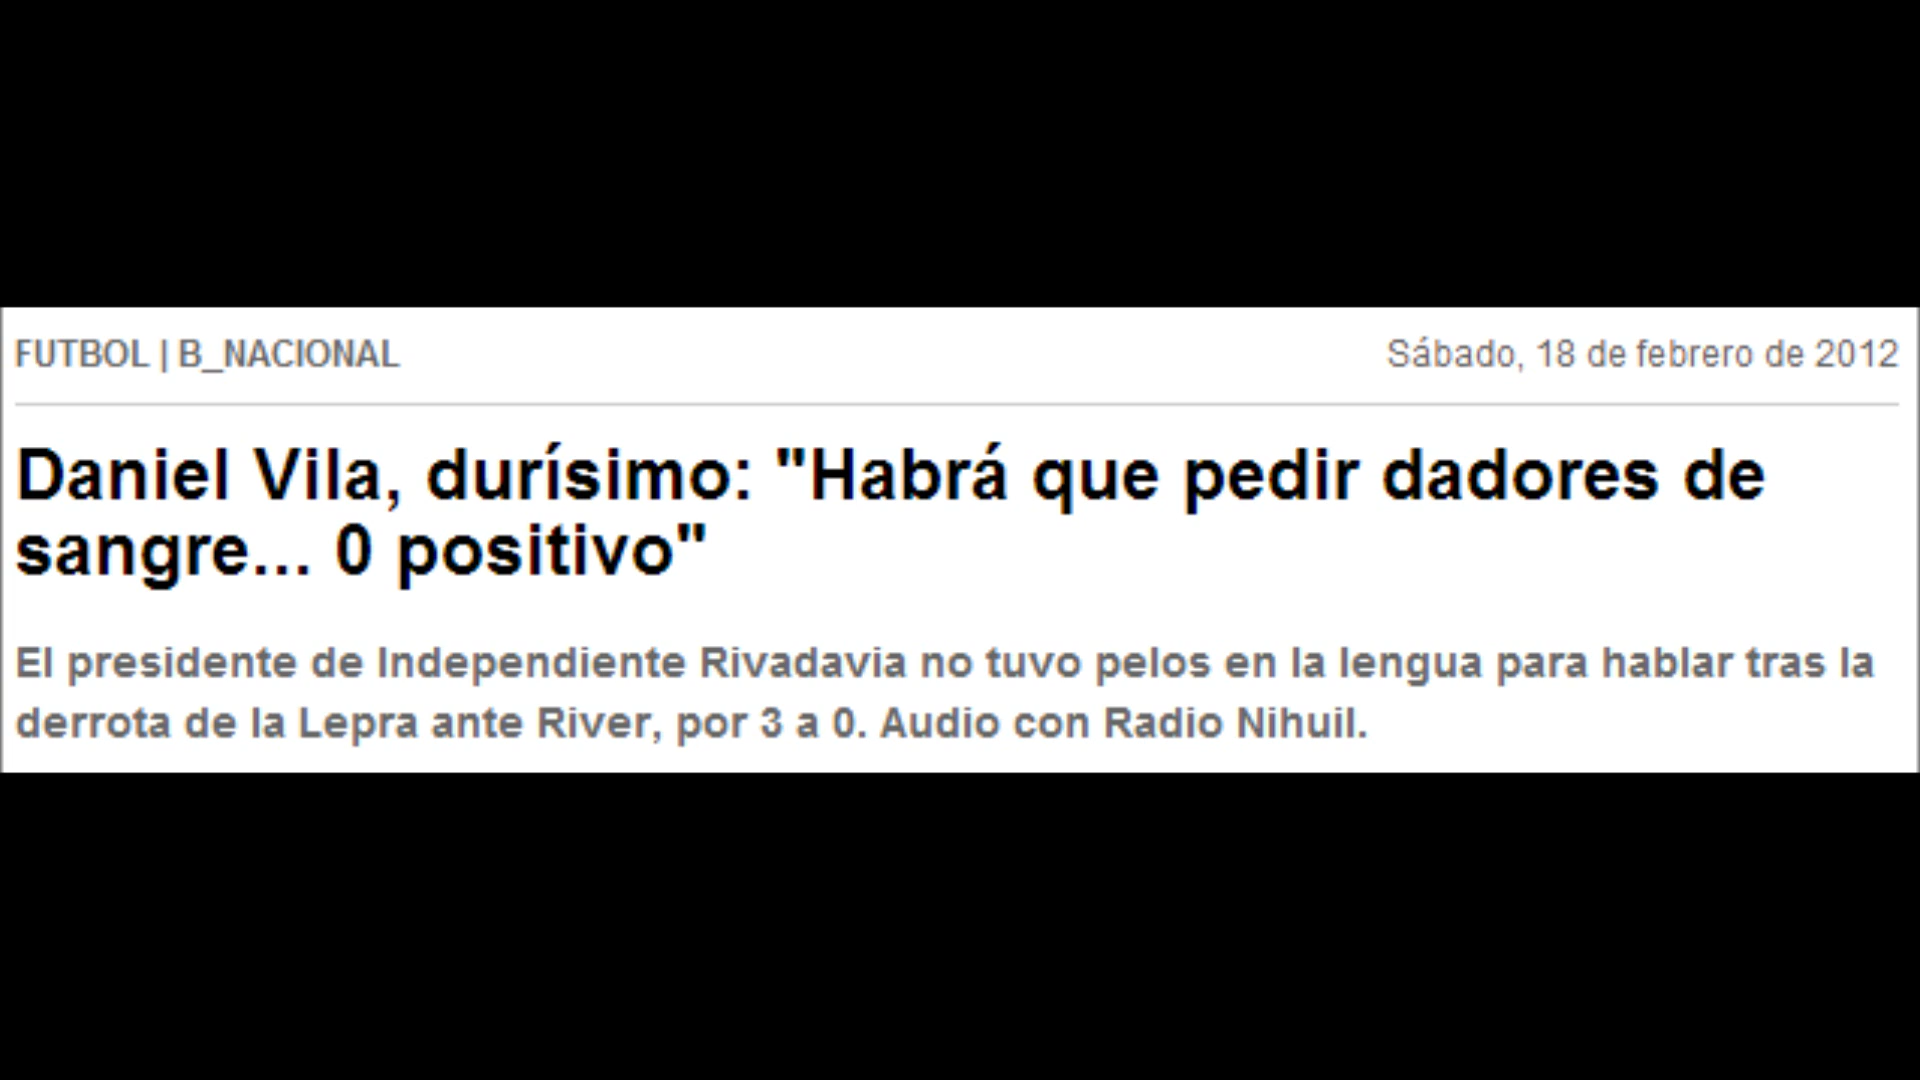 FUTBOL | B_NACIONAL
Sábado, 18 de febrero de 2012
Daniel Vila, durísimo: "Habrá que pedir dadores de
sangre... 0 positivo"
El presidente de Independiente Rivadavia no tuvo pelos en la lengua para hablar tras la
derrota de la Lepra ante River, por 3 a 0. Audio con Radio Nihuil.